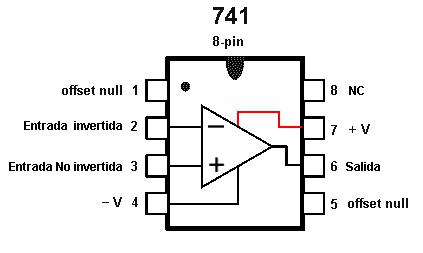 741
8-pin
offset null 1
8 NC
Entrada invertida 2
7 + V
Entrada No invertida 3
6 Salida
− V 4
5 offset null
− 
+